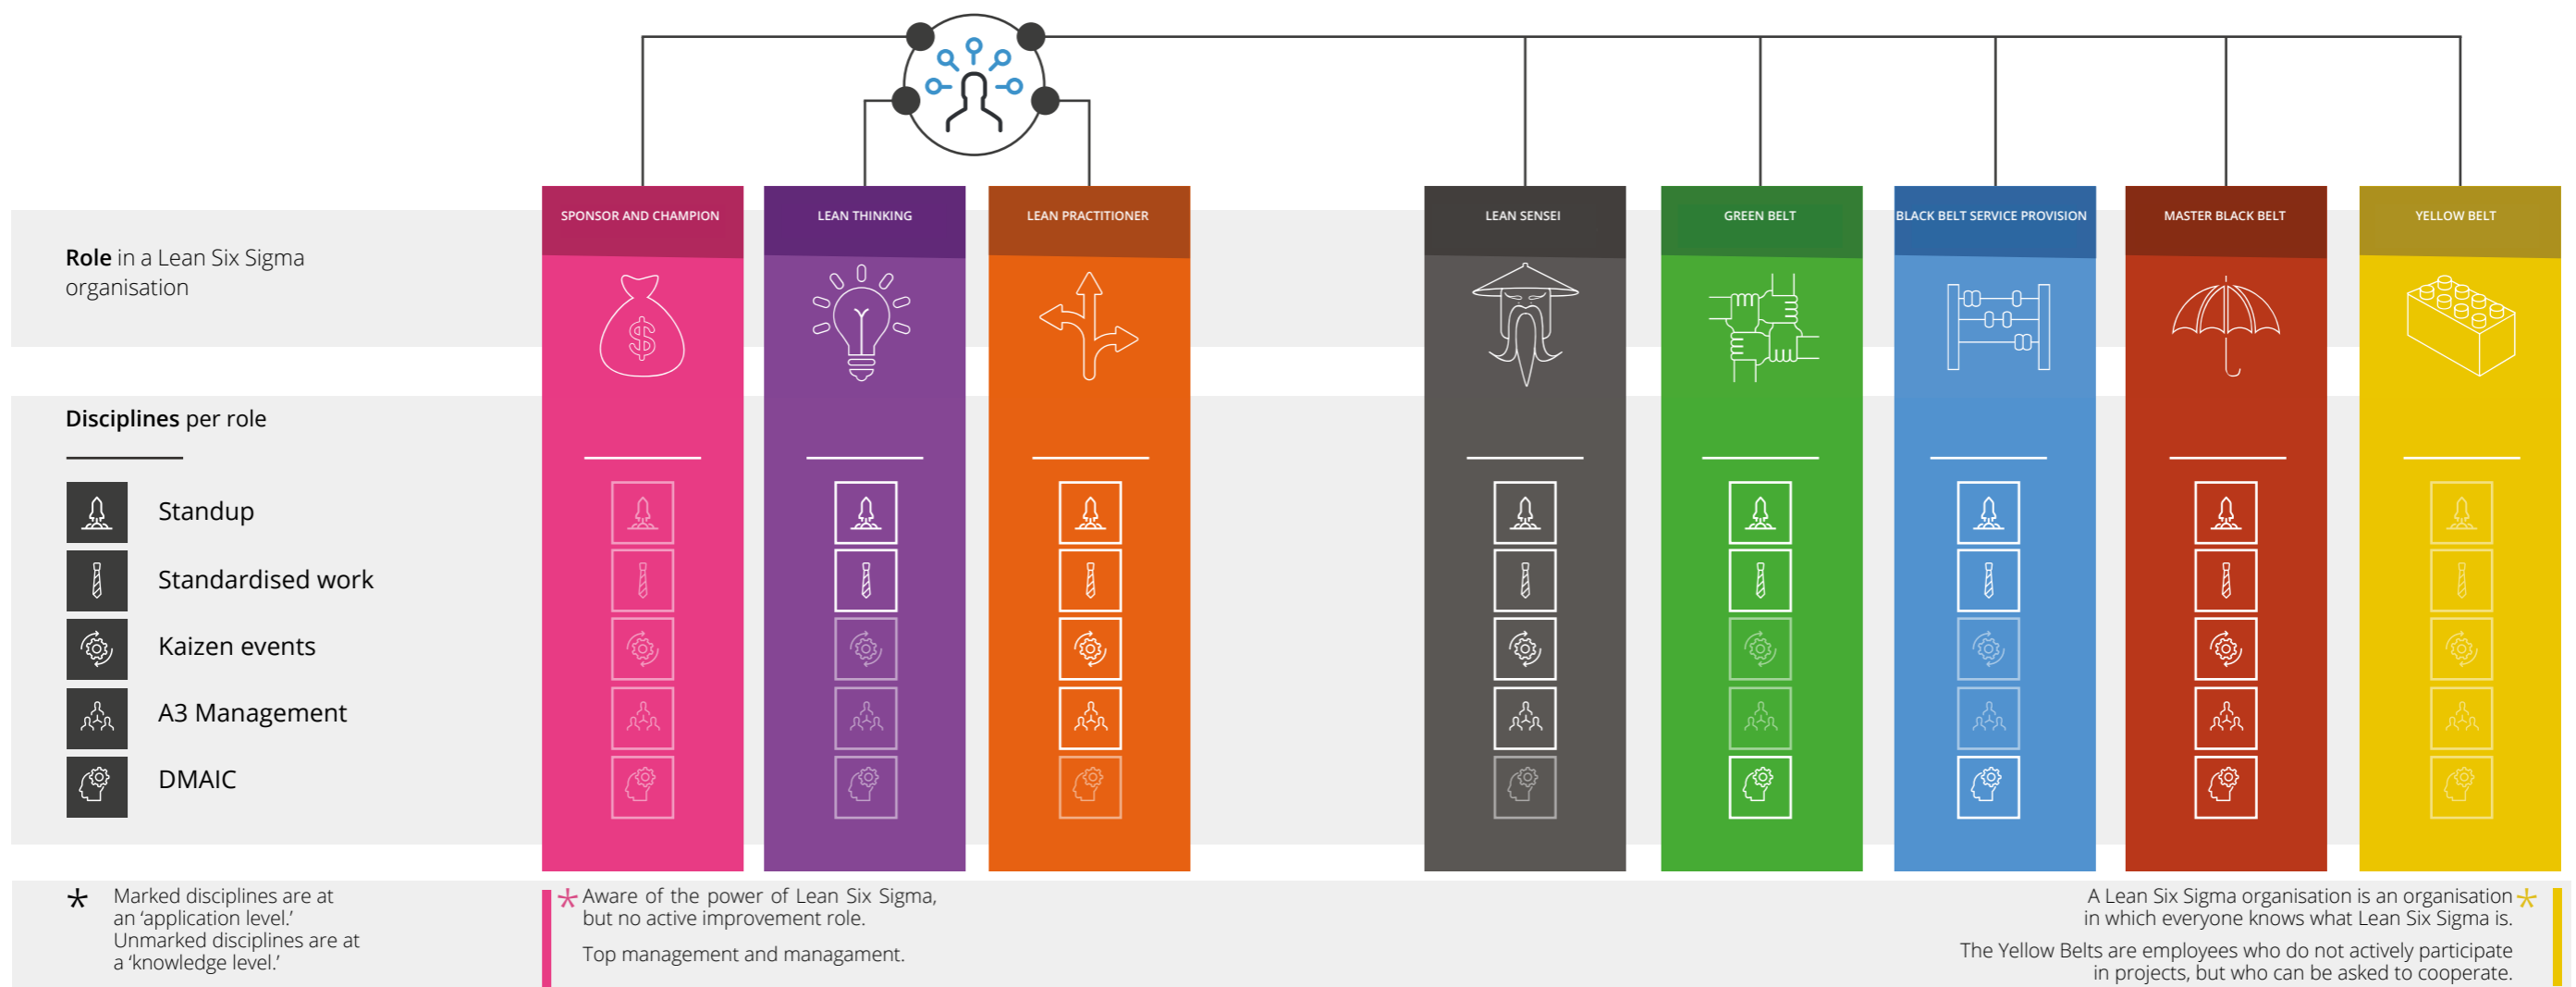 SPONSOR AND CHAMPION
LEAN THINKING
LEAN PRACTITIONER
LEAN SENSEI
GREEN BELT
BLACK BELT SERVICE PROVISION
MASTER BLACK BELT
YELLOW BELT
Role in a Lean Six Sigma
organisation
$
Disciplines per role
Standup
Standardised work
Kaizen events
A3 Management
DMAIC
* Marked disciplines are at
an ‘application level.’
Unmarked disciplines are at
a ‘knowledge level.’
* Aware of the power of Lean Six Sigma,
but no active improvement role.
Top management and managament.
A Lean Six Sigma organisation is an organisation *
in which everyone knows what Lean Six Sigma is.
The Yellow Belts are employees who do not actively participate
in projects, but who can be asked to cooperate.